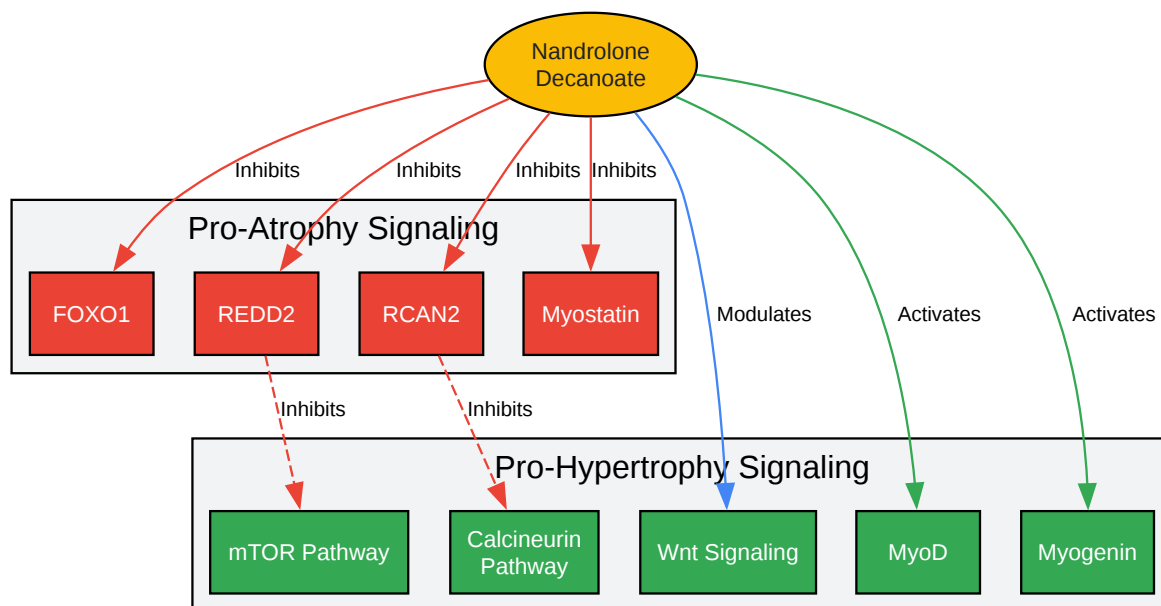 Nandrolone
Decanoate
Inhibits
Inhibits
Inhibits
Inhibits
Pro-Atrophy Signaling
FOXO1
REDD2
RCAN2
Myostatin
Modulates
Activates
Activates
Inhibits
Inhibits
Pro-Hypertrophy Signaling
mTOR Pathway
Calcineurin
Pathway
Wnt Signaling
MyoD
Myogenin